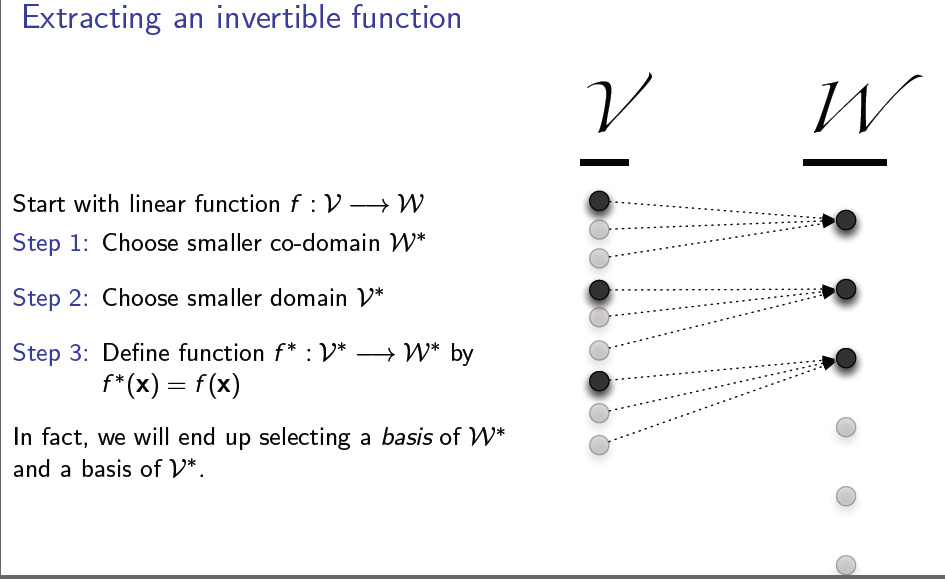 Extracting an invertible function
𝒱 𝒲
Start with linear function f : 𝒱 ⟶ 𝒲
Step 1: Choose smaller co-domain 𝒲*
Step 2: Choose smaller domain 𝒱*
Step 3: Define function f* : 𝒱* ⟶ 𝒲* by
f*(𝐱) = f(𝐱)
In fact, we will end up selecting a basis of 𝒲*
and a basis of 𝒱*.